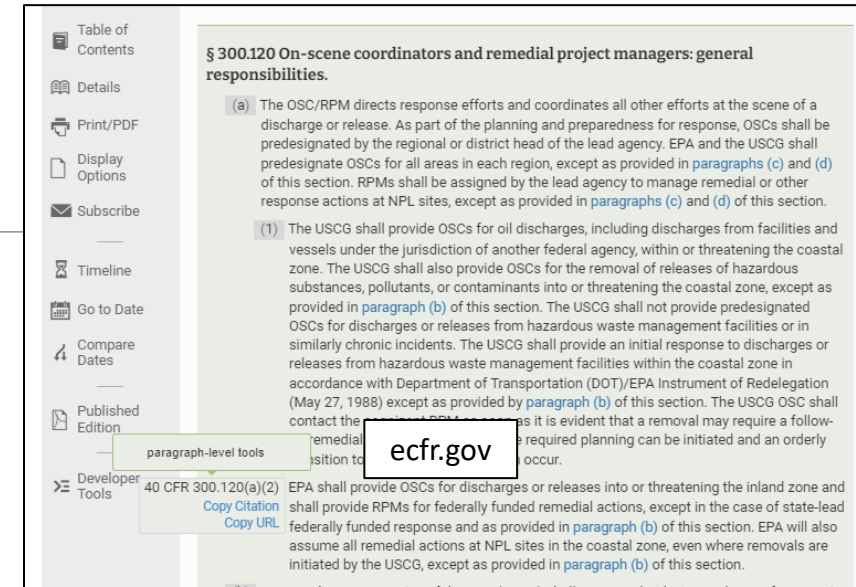 Table of
Contents
Details
Print/PDF
Display
Options
Subscribe
Timeline
Go to Date
Compare
Dates
Published
Edition
Developer
Tools
§ 300.120 On-scene coordinators and remedial project managers: general
responsibilities.
(a) The OSC/RPM directs response efforts and coordinates all other efforts at the scene of a
discharge or release. As part of the planning and preparedness for response, OSCs shall be
predesignated by the regional or district head of the lead agency. EPA and the USCG shall
predesignate OSCs for all areas in each region, except as provided in paragraphs (c) and (d)
of this section. RPMs shall be assigned by the lead agency to manage remedial or other
response actions at NPL sites, except as provided in paragraphs (c) and (d) of this section.
(1) The USCG shall provide OSCs for oil discharges, including discharges from facilities and
vessels under the jurisdiction of another federal agency, within or threatening the coastal
zone. The USCG shall also provide OSCs for the removal of releases of hazardous
substances, pollutants, or contaminants into or threatening the coastal zone, except as
provided in paragraph (b) of this section. The USCG shall not provide predesignated
OSCs for discharges or releases from hazardous waste management facilities or in
similarly chronic incidents. The USCG shall provide an initial response to discharges or
releases from hazardous waste management facilities within the coastal zone in
accordance with Department of Transportation (DOT)/EPA Instrument of Redelegation
(May 27, 1988) except as provided by paragraph (b) of this section. The USCG OSC shall
contact the as it is evident that a removal may require a follow-
remedial required planning can be initiated and an orderly
to occur.
ecfr.gov
paragraph-level tools
40 CFR 300.120(a)(2)
Copy Citation
Copy URL
EPA shall provide OSCs for discharges or releases into or threatening the inland zone and
shall provide RPMs for federally funded remedial actions, except in the case of state-lead
federally funded response and as provided in paragraph (b) of this section. EPA will also
assume all remedial actions at NPL sites in the coastal zone, even where removals are
initiated by the USCG, except as provided in paragraph (b) of this section.